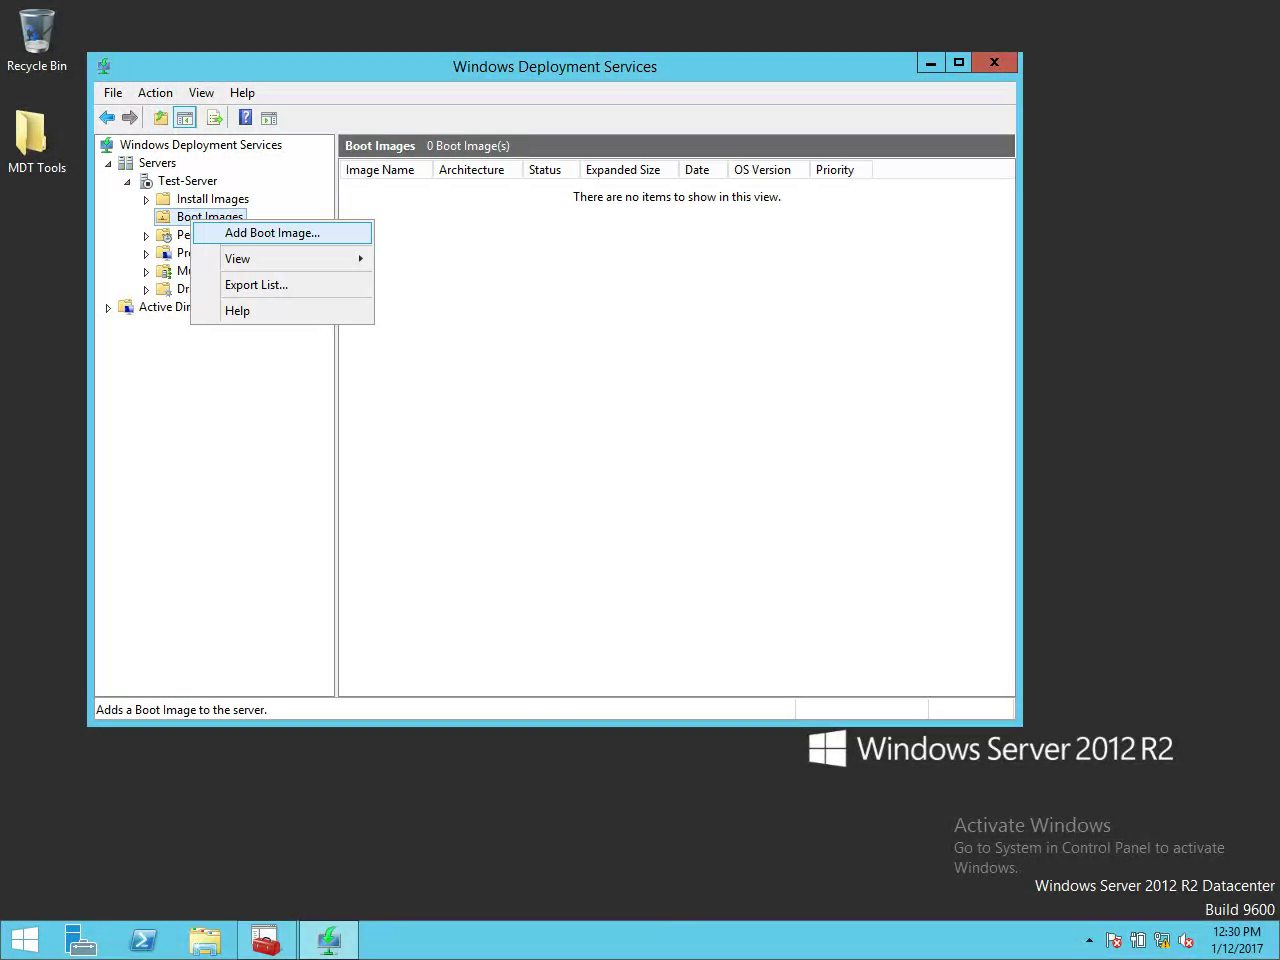 Recycle Bin
MDT Tools
Windows Deployment Services
X
File Action View Help
Windows Deployment Services
Servers
Test-Server
Install Images
Boot Images
Pe
Pr
Mu
Dr
Active Dir
Add Boot Image...
View
Export List...
Help
Boot Images 0 Boot Image(s)
Image Name Architecture Status Expanded Size Date OS Version Priority
There are no items to show in this view.
Adds a Boot Image to the server.
Windows Server 2012 R2
Activate Windows
Go to System in Control Panel to activate
Windows.
Windows Server 2012 R2 Datacenter
Build 9600
12:30 PM
1/12/2017